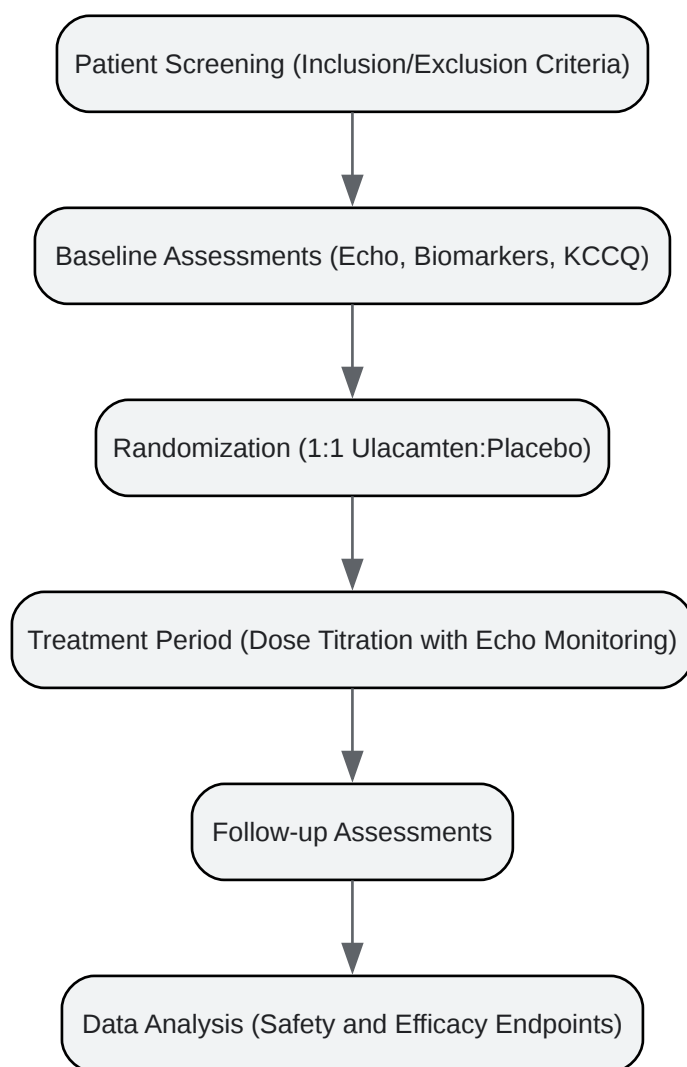 Patient Screening (Inclusion/Exclusion Criteria)
Baseline Assessments (Echo, Biomarkers, KCCQ)
Randomization (1:1 Ulacamten:Placebo)
Treatment Period (Dose Titration with Echo Monitoring)
Follow-up Assessments
Data Analysis (Safety and Efficacy Endpoints)